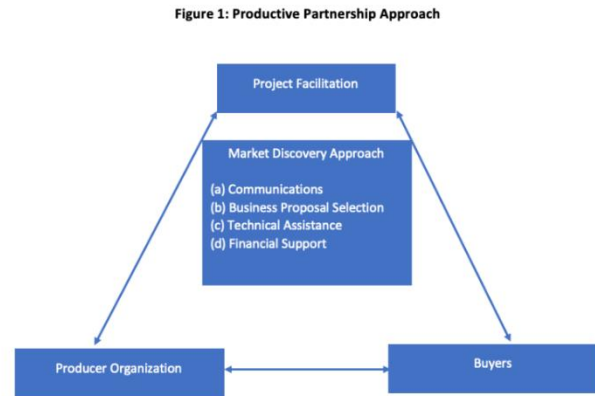 Figure 1: Productive Partnership Approach
Project Facilitation
Market Discovery Approach
(a) Communications
(b) Business Proposal Selection
(c) Technical Assistance
(d) Financial Support
Producer Organization
Buyers